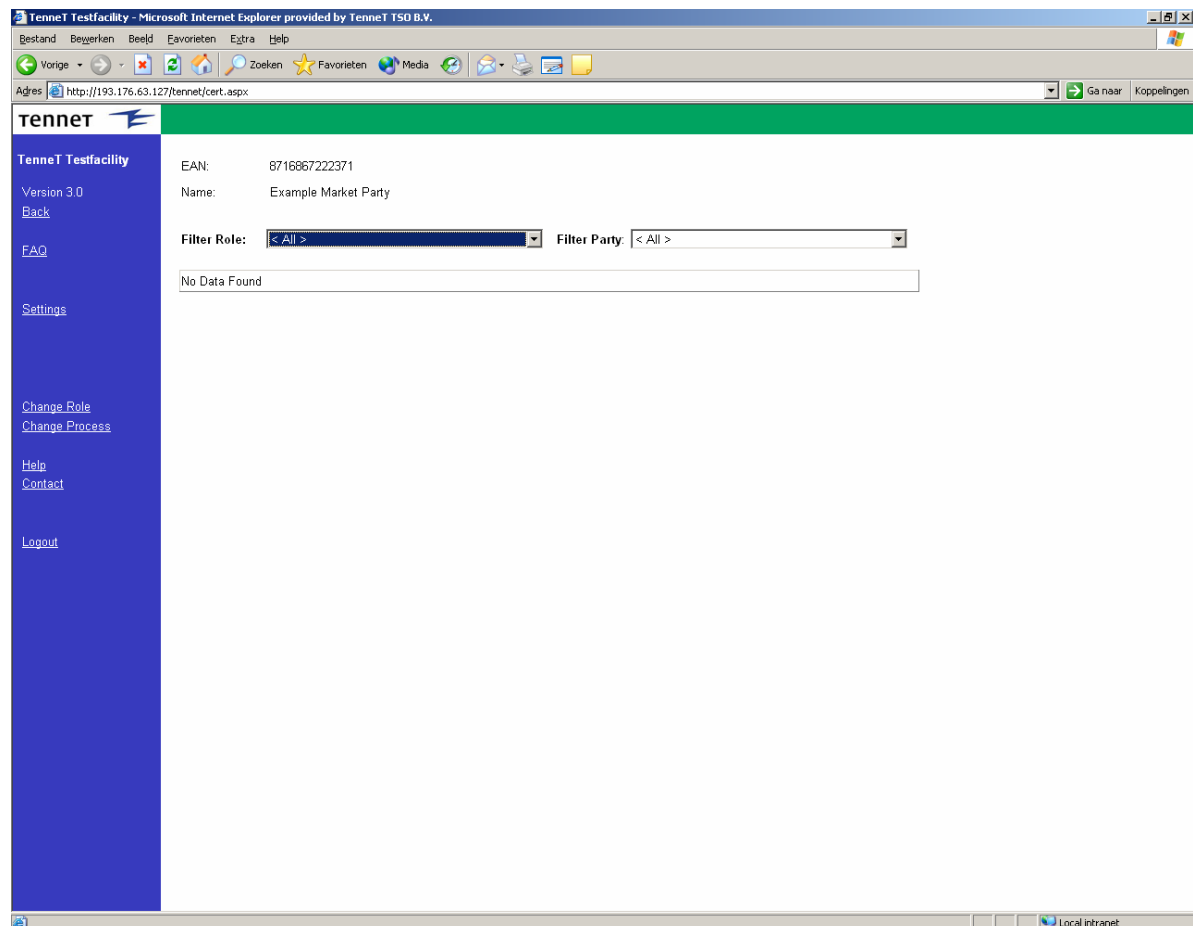 TenneT Testfacility - Microsoft Internet Explorer provided by TenneT TSO B.V.
Bestand Bewerken Beeld Favorieten Extra Help
Vorige Zoeken Favorieten Media
Adres http://193.176.63.127/tennet/cert.aspx Ga naar Koppelingen
TenneT
TenneT Testfacility
Version 3.0
Back
FAQ
Settings
Change Role
Change Process
Help
Contact
Logout
EAN: 8716867222371
Name: Example Market Party
Filter Role: < All > Filter Party: < All >
No Data Found
Local intranet